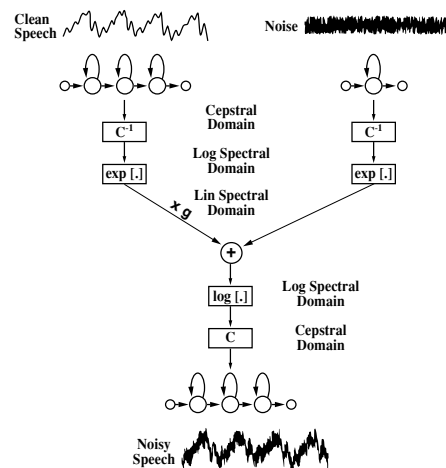 Clean
Speech
Noise
Cepstral
Domain
C⁻¹
C⁻¹
Log Spectral
Domain
exp [.]
exp [.]
Lin Spectral
Domain
x g
+
log [.]
Log Spectral
Domain
C
Cepstral
Domain
Noisy
Speech